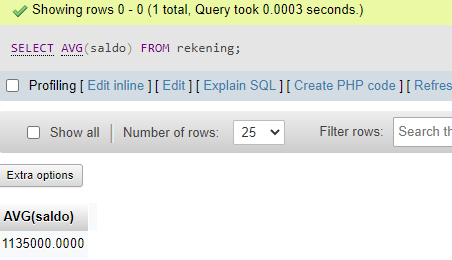 Showing rows 0 - 0 (1 total, Query took 0.0003 seconds.)
SELECT AVG(saldo) FROM rekening;
Profiling [ Edit inline ] [ Edit ] [ Explain SQL ] [ Create PHP code ] [ Refres
Show all Number of rows: 25 Filter rows: Search th
Extra options
AVG(saldo)
1135000.0000